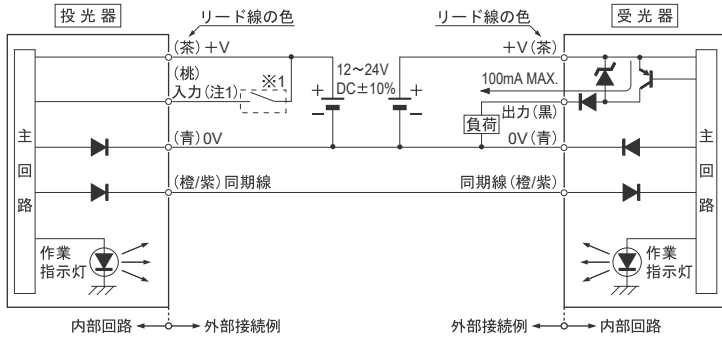 投光器
リード線の色
リード線の色
受光器
(茶)+V
+V(茶)
(桃)
入力(注1)
※1
12~24V
DC±10%
100mA MAX.
出力(黒)
負荷
(青)0V
0V(青)
主回路
主回路
(橙/紫)同期線
同期線(橙/紫)
作業
指示灯
作業
指示灯
内部回路
外部接続例
外部接続例
内部回路